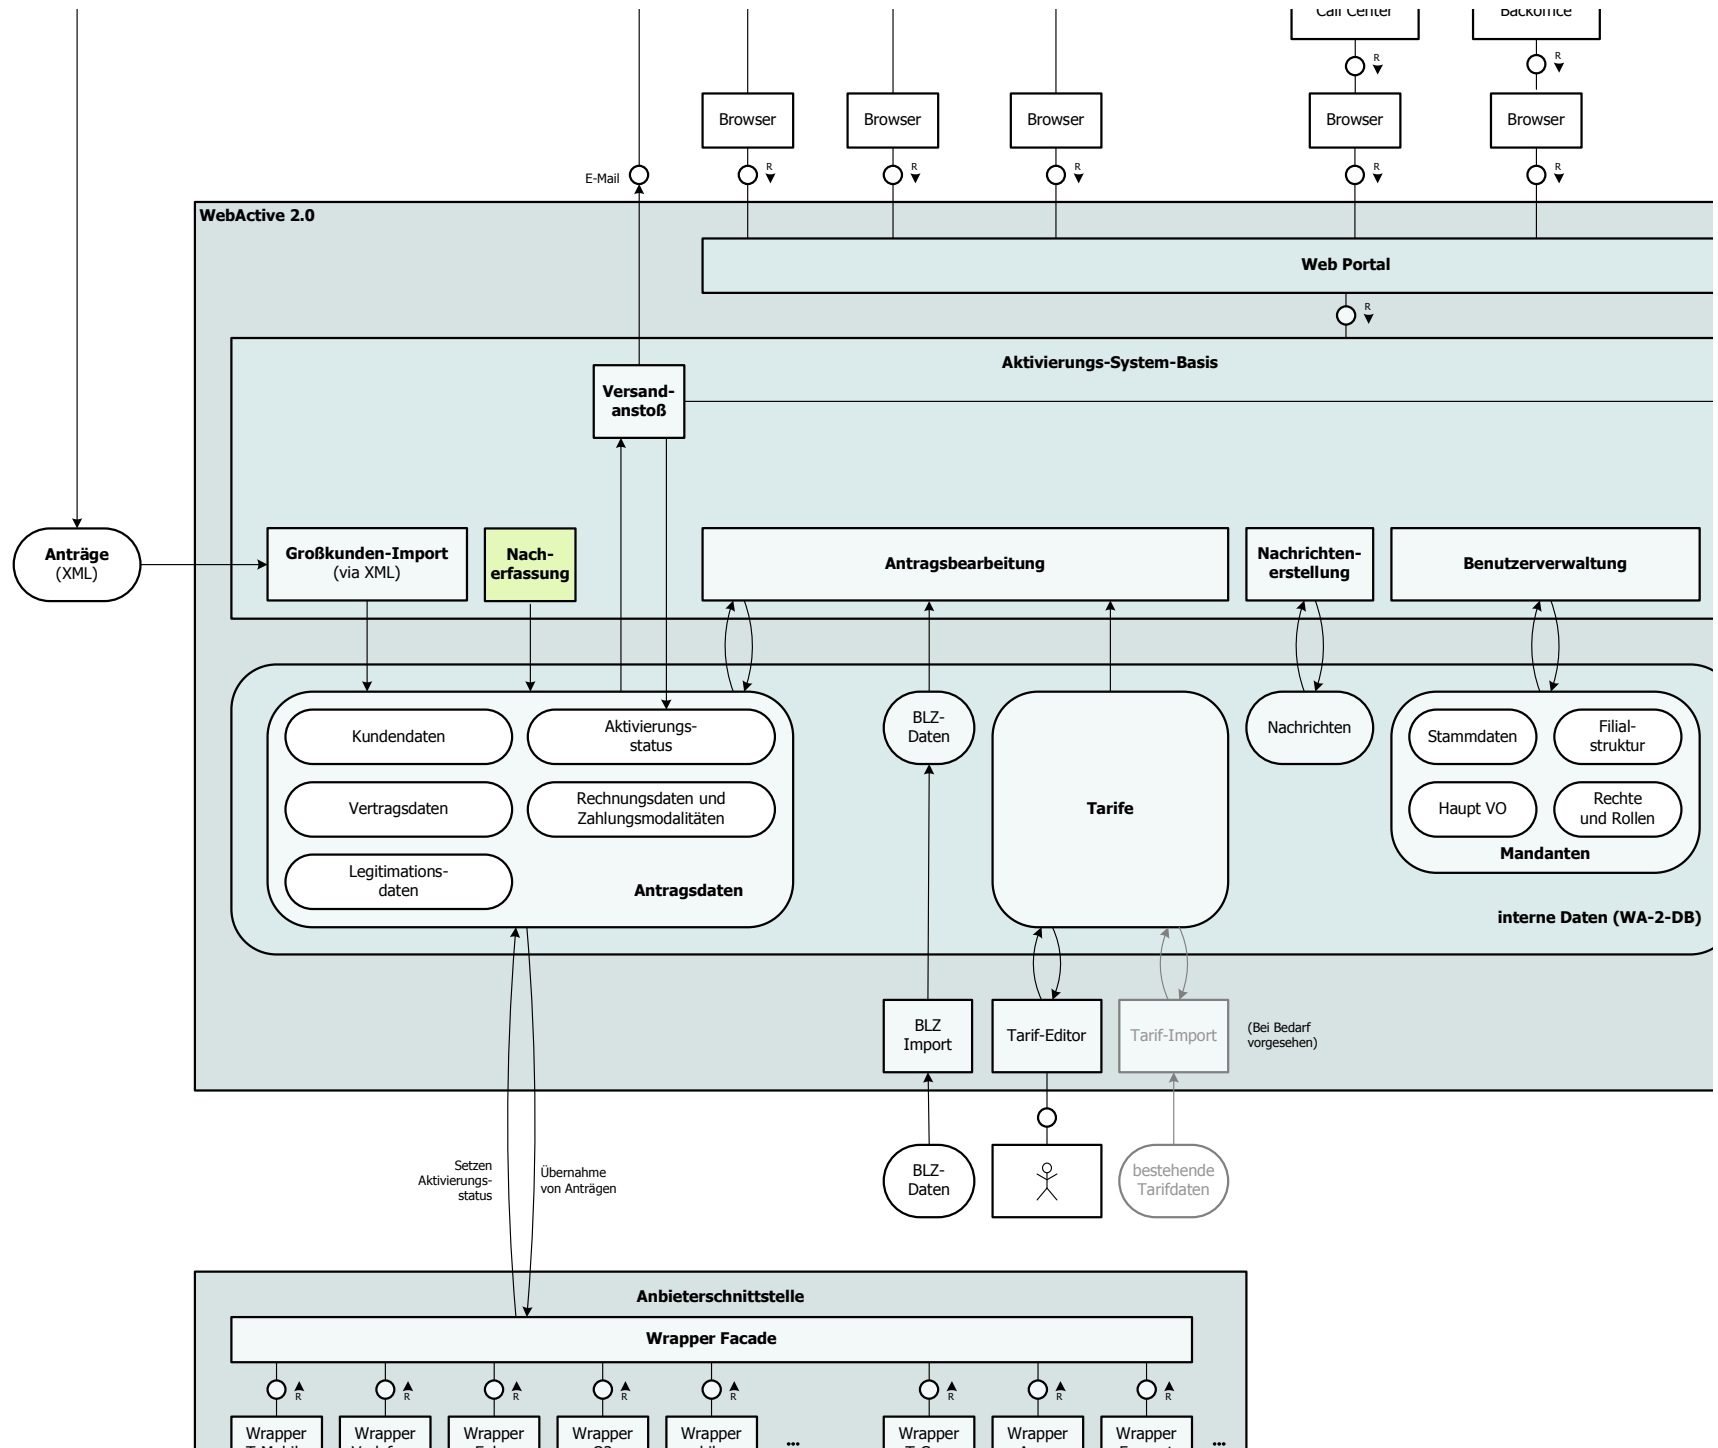 Call Center
Backoffice
R
R
Browser
Browser
Browser
Browser
Browser
E-Mail
R
R
R
R
R
WebActive 2.0
Web Portal
R
Aktivierungs-System-Basis
Versand-
anstoß
Anträge
(XML)
Großkunden-Import
(via XML)
Nach-
erfassung
Antragsbearbeitung
Nachrichten-
erstellung
Benutzerverwaltung
Kundendaten
Aktivierungs-
status
Vertragsdaten
Rechnungsdaten und
Zahlungsmodalitäten
Legitimations-
daten
Antragsdaten
BLZ-
Daten
Tarife
Nachrichten
Stammdaten
Filial-
struktur
Haupt VO
Rechte
und Rollen
Mandanten
interne Daten (WA-2-DB)
BLZ
Import
Tarif-Editor
Tarif-Import
(Bei Bedarf
vorgesehen)
Setzen
Aktivierungs-
status
Übernahme
von Anträgen
BLZ-
Daten
bestehende
Tarifdaten
Anbieterschnittstelle
Wrapper Facade
R
R
R
R
R
R
R
R
Wrapper
Wrapper
Wrapper
Wrapper
Wrapper
...
Wrapper
Wrapper
Wrapper
...